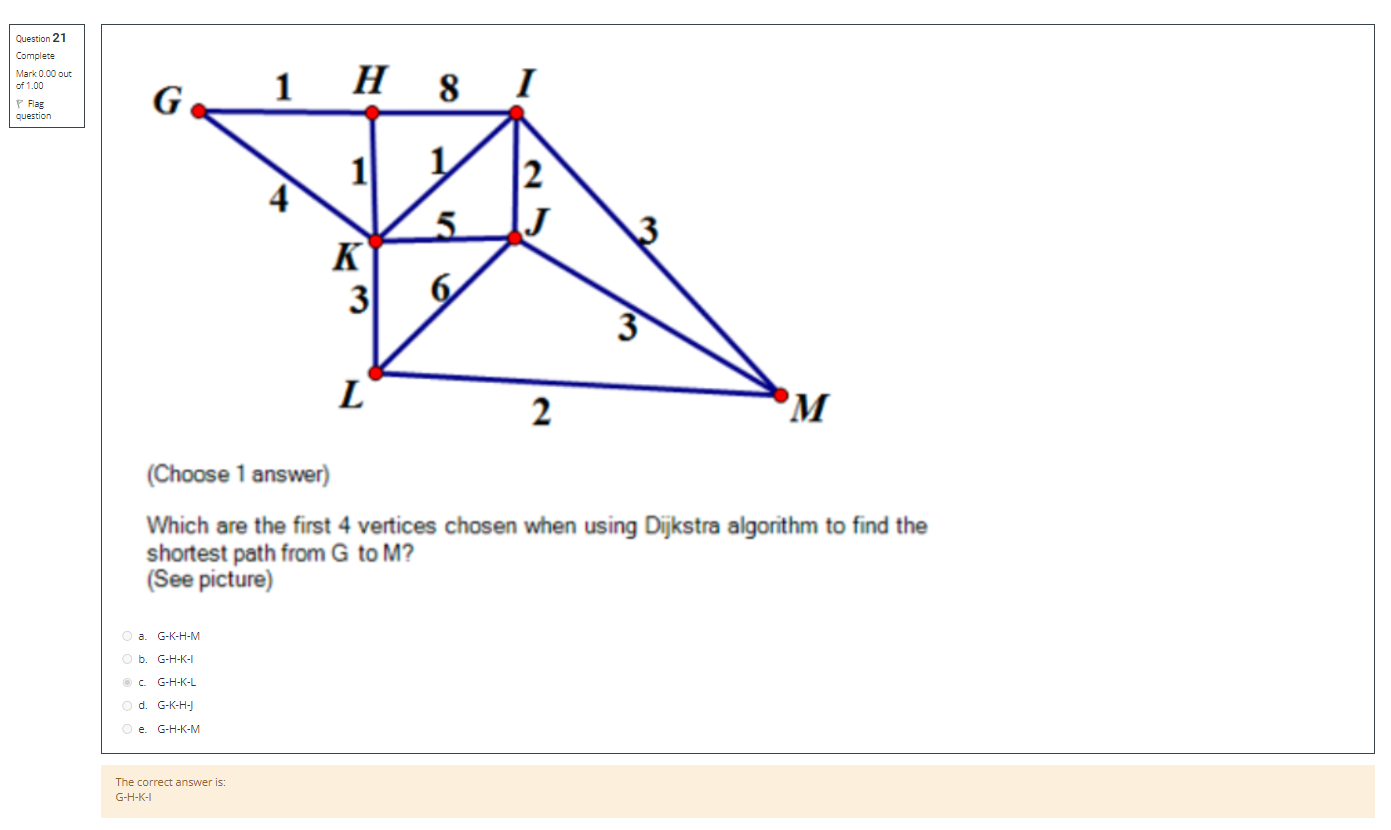 Question 21
Complete
Mark 0.00 out
of 1.00
Flag
question
G
1
H
8
I
4
1
1
2
5
J
3
K
3
6
3
L
2
M
(Choose 1 answer)
Which are the first 4 vertices chosen when using Dijkstra algorithm to find the
shortest path from G to M?
(See picture)
a. G-K-H-M
b. G-H-K-I
c. G-H-K-L
d. G-K-H-J
e. G-H-K-M
The correct answer is:
G-H-K-I